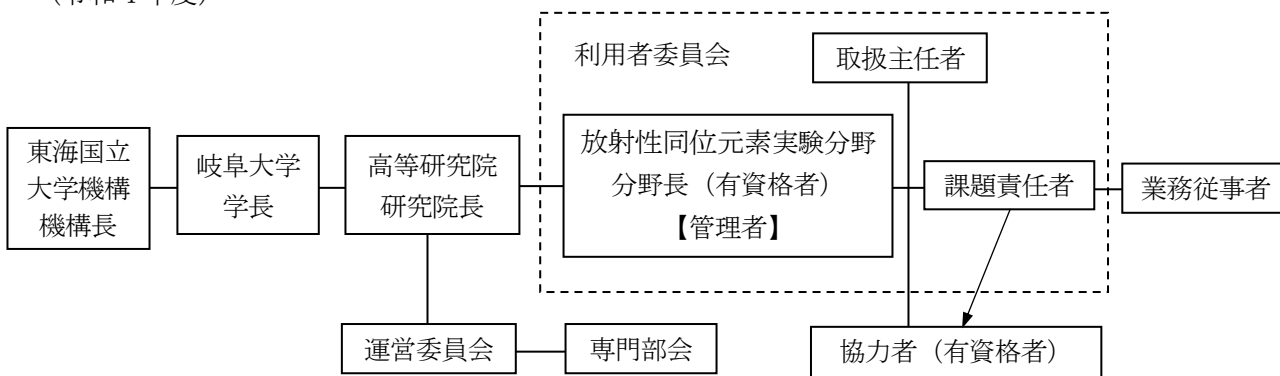 （令和4年度）
利用者委員会
取扱主任者
東海国立
大学機構
機構長
岐阜大学
学長
高等研究院
研究院長
放射性同位元素実験分野
分野長（有資格者）
【管理者】
課題責任者
業務従事者
運営委員会
専門部会
協力者（有資格者）